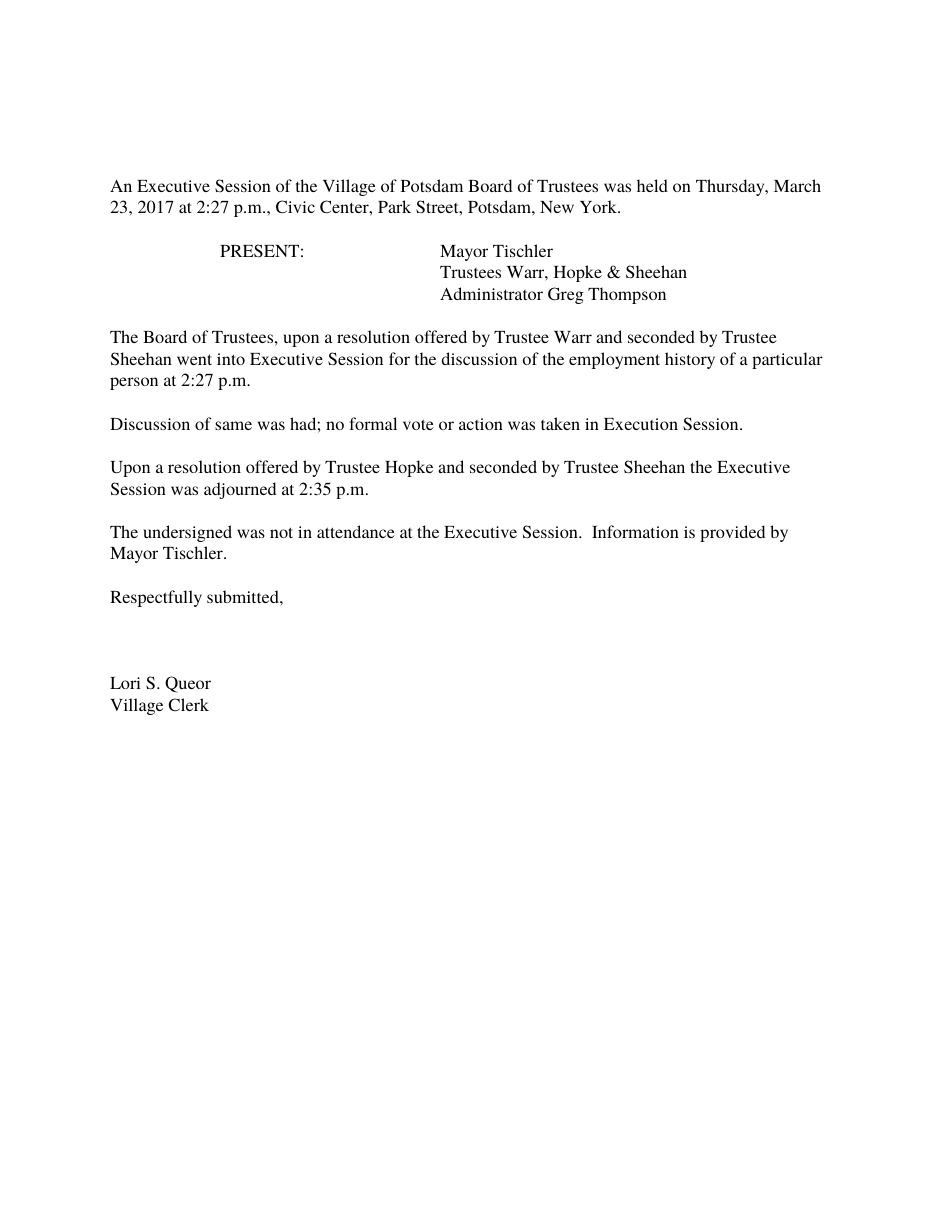 An Executive Session of the Village of Potsdam Board of Trustees was held on Thursday, March
23, 2017 at 2:27 p.m., Civic Center, Park Street, Potsdam, New York.
PRESENT: Mayor Tischler
Trustees Warr, Hopke & Sheehan
Administrator Greg Thompson
The Board of Trustees, upon a resolution offered by Trustee Warr and seconded by Trustee
Sheehan went into Executive Session for the discussion of the employment history of a particular
person at 2:27 p.m.
Discussion of same was had; no formal vote or action was taken in Execution Session.
Upon a resolution offered by Trustee Hopke and seconded by Trustee Sheehan the Executive
Session was adjourned at 2:35 p.m.
The undersigned was not in attendance at the Executive Session.  Information is provided by
Mayor Tischler.
Respectfully submitted,
Lori S. Queor
Village Clerk